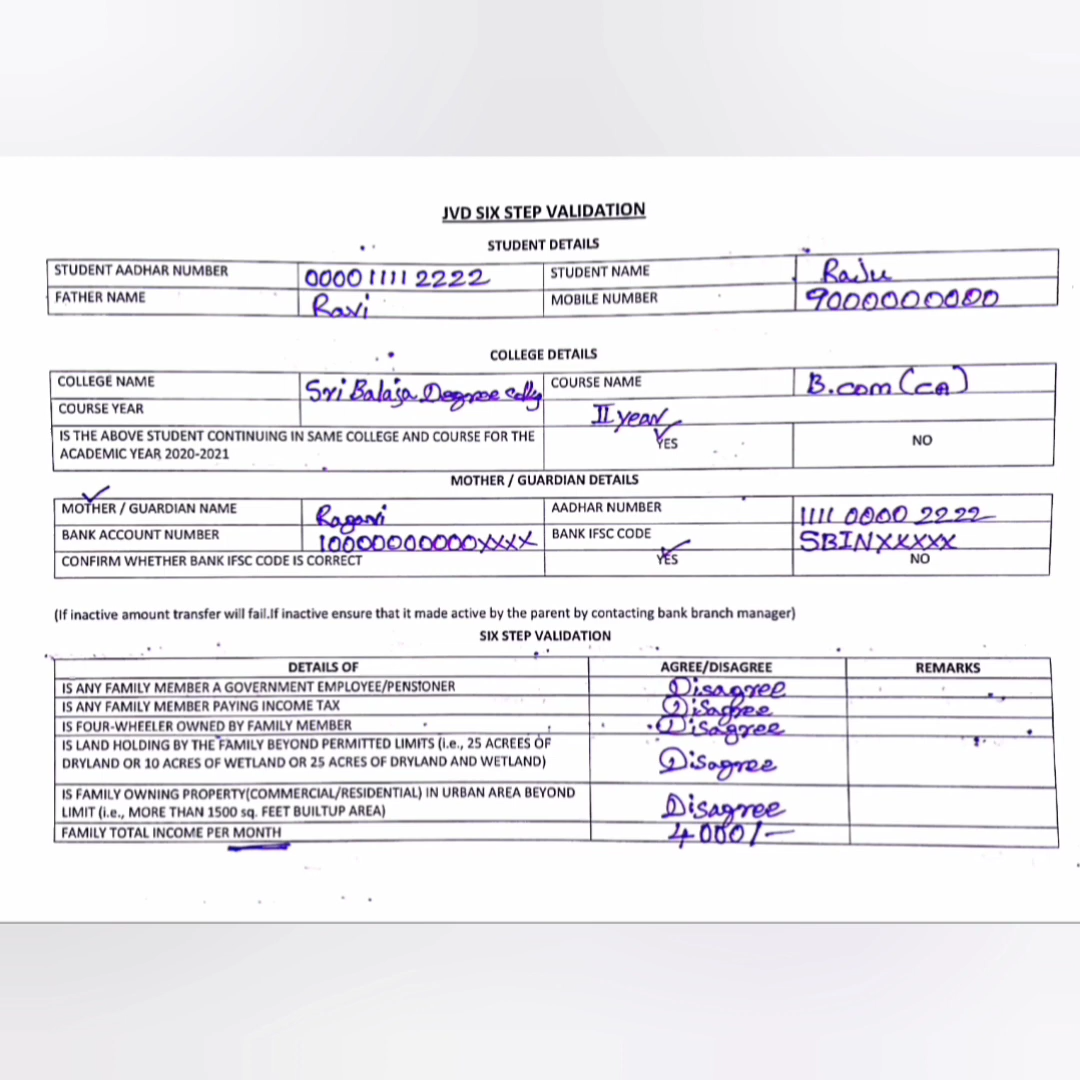 JVD SIX STEP VALIDATION
STUDENT DETAILS
STUDENT AADHAR NUMBER 0000 1111 2222 STUDENT NAME Raju
FATHER NAME Ravi MOBILE NUMBER 9000000000
COLLEGE DETAILS
COLLEGE NAME Sri Balaja Degree COURSE NAME B.com (CA)
COURSE YEAR II year
IS THE ABOVE STUDENT CONTINUING IN SAME COLLEGE AND COURSE FOR THE YES NO
ACADEMIC YEAR 2020-2021
MOTHER / GUARDIAN DETAILS
MOTHER / GUARDIAN NAME Ragani AADHAR NUMBER 1111 0000 2222
BANK ACCOUNT NUMBER 10000000000XXXX BANK IFSC CODE SBINXXXXX
CONFIRM WHETHER BANK IFSC CODE IS CORRECT YES NO
(If inactive amount transfer will fail.If inactive ensure that it made active by the parent by contacting bank branch manager)
SIX STEP VALIDATION
DETAILS OF AGREE/DISAGREE REMARKS
IS ANY FAMILY MEMBER A GOVERNMENT EMPLOYEE/PENSIONER Disagree
IS ANY FAMILY MEMBER PAYING INCOME TAX Disagree
IS FOUR-WHEELER OWNED BY FAMILY MEMBER Disagree
IS LAND HOLDING BY THE FAMILY BEYOND PERMITTED LIMITS (i.e., 25 ACREES OF
DRYLAND OR 10 ACRES OF WETLAND OR 25 ACRES OF DRYLAND AND WETLAND) Disagree
IS FAMILY OWNING PROPERTY(COMMERCIAL/RESIDENTIAL) IN URBAN AREA BEYOND
LIMIT (i.e., MORE THAN 1500 sq. FEET BUILTUP AREA) Disagree
FAMILY TOTAL INCOME PER MONTH 4000/-